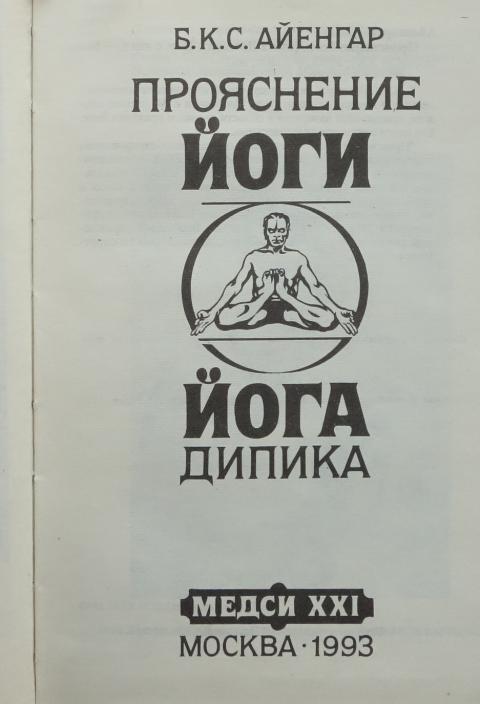 Б.К.С. АЙЕНГАР
ПРОЯСНЕНИЕ
ЙОГИ
ЙОГА
ДИПИКА
МЕДСИ XXI
МОСКВА · 1993